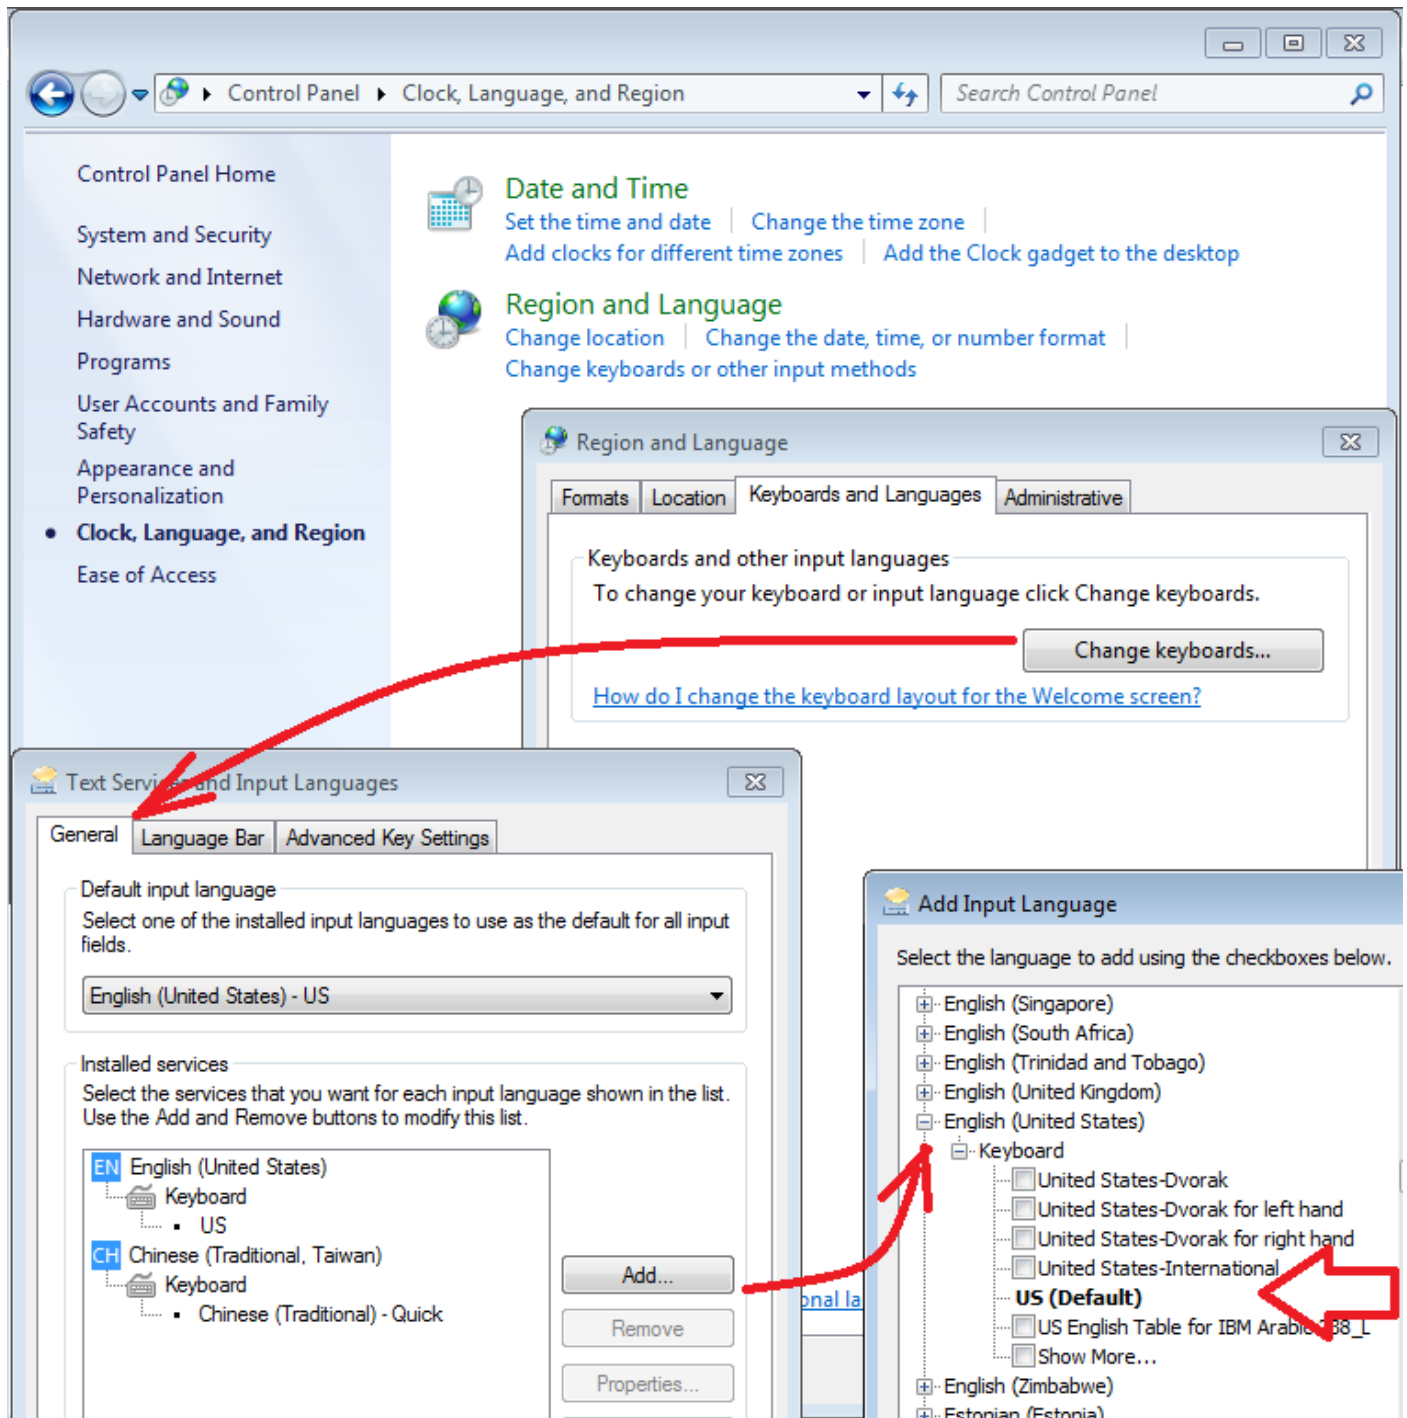 Control Panel
Clock, Language, and Region
Search Control Panel
Control Panel Home
System and Security
Network and Internet
Hardware and Sound
Programs
User Accounts and Family
Safety
Appearance and
Personalization
Clock, Language, and Region
Ease of Access
Date and Time
Set the time and date
Change the time zone
Add clocks for different time zones
Add the Clock gadget to the desktop
Region and Language
Change location
Change the date, time, or number format
Change keyboards or other input methods
Region and Language
Formats
Location
Keyboards and Languages
Administrative
Keyboards and other input languages
To change your keyboard or input language click Change keyboards.
Change keyboards...
How do I change the keyboard layout for the Welcome screen?
Text Services and Input Languages
General
Language Bar
Advanced Key Settings
Default input language
Select one of the installed input languages to use as the default for all input
fields.
English (United States) - US
Installed services
Select the services that you want for each input language shown in the list.
Use the Add and Remove buttons to modify this list.
EN English (United States)
Keyboard
US
CH Chinese (Traditional, Taiwan)
Keyboard
Chinese (Traditional) - Quick
Add...
Remove
Properties...
onal la
Add Input Language
Select the language to add using the checkboxes below.
English (Singapore)
English (South Africa)
English (Trinidad and Tobago)
English (United Kingdom)
English (United States)
Keyboard
United States-Dvorak
United States-Dvorak for left hand
United States-Dvorak for right hand
United States-International
US (Default)
US English Table for IBM Arabic 238_L
Show More...
English (Zimbabwe)
Estonian (Estonia)